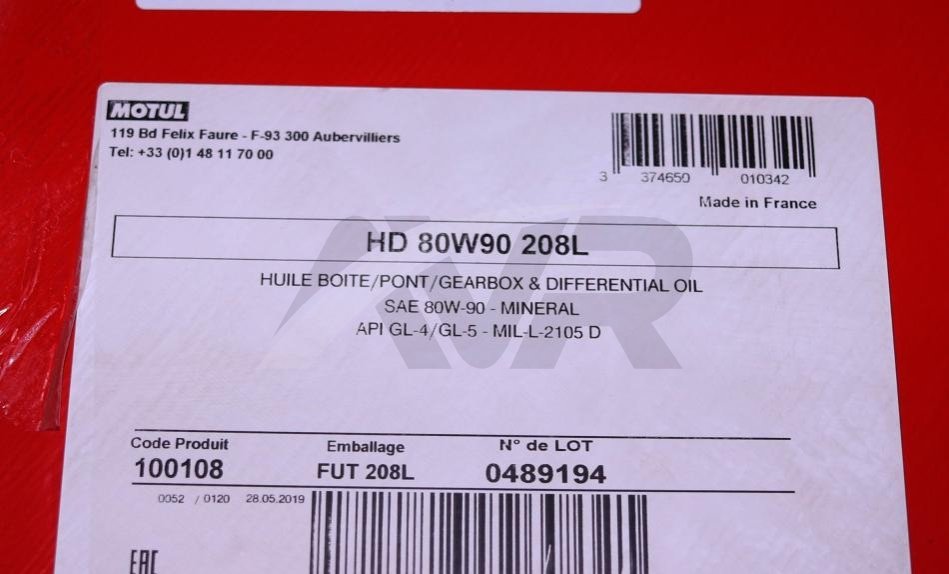 MOTUL
119 Bd Felix Faure - F-93 300 Aubervilliers
Tel: +33 (0)1 48 11 70 00
3 374650 010342
Made in France
HD 80W90 208L
HUILE BOITE/PONT/GEARBOX & DIFFERENTIAL OIL
SAE 80W-90 - MINERAL
API GL-4/GL-5 - MIL-L-2105 D
AVR
Code Produit Emballage N° de LOT
100108 FUT 208L 0489194
0052 / 0120 28.05.2019
EAC